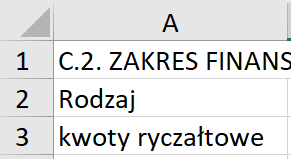 A
1 C.2. ZAKRES FINANS
2 Rodzaj
3 kwoty ryczałtowe